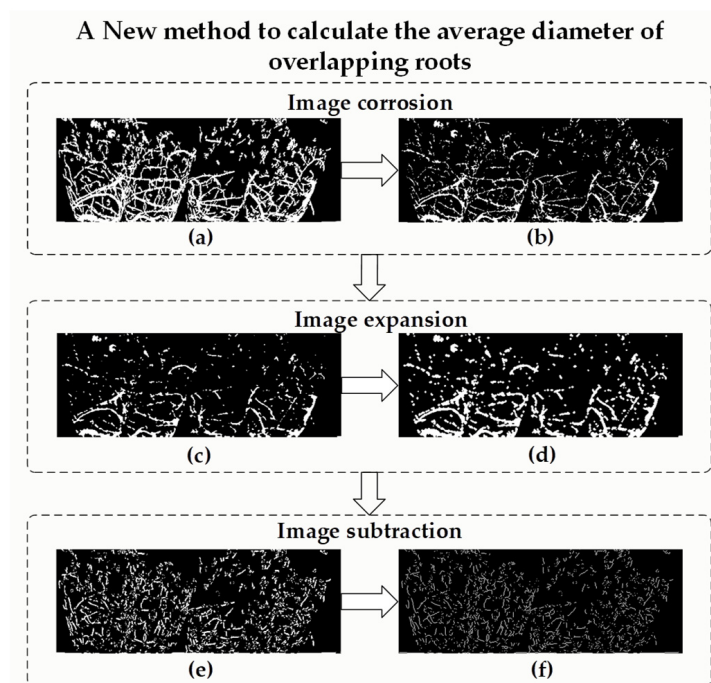 A New method to calculate the average diameter of
overlapping roots
Image corrosion
(a)
(b)
Image expansion
(c)
(d)
Image subtraction
(e)
(f)